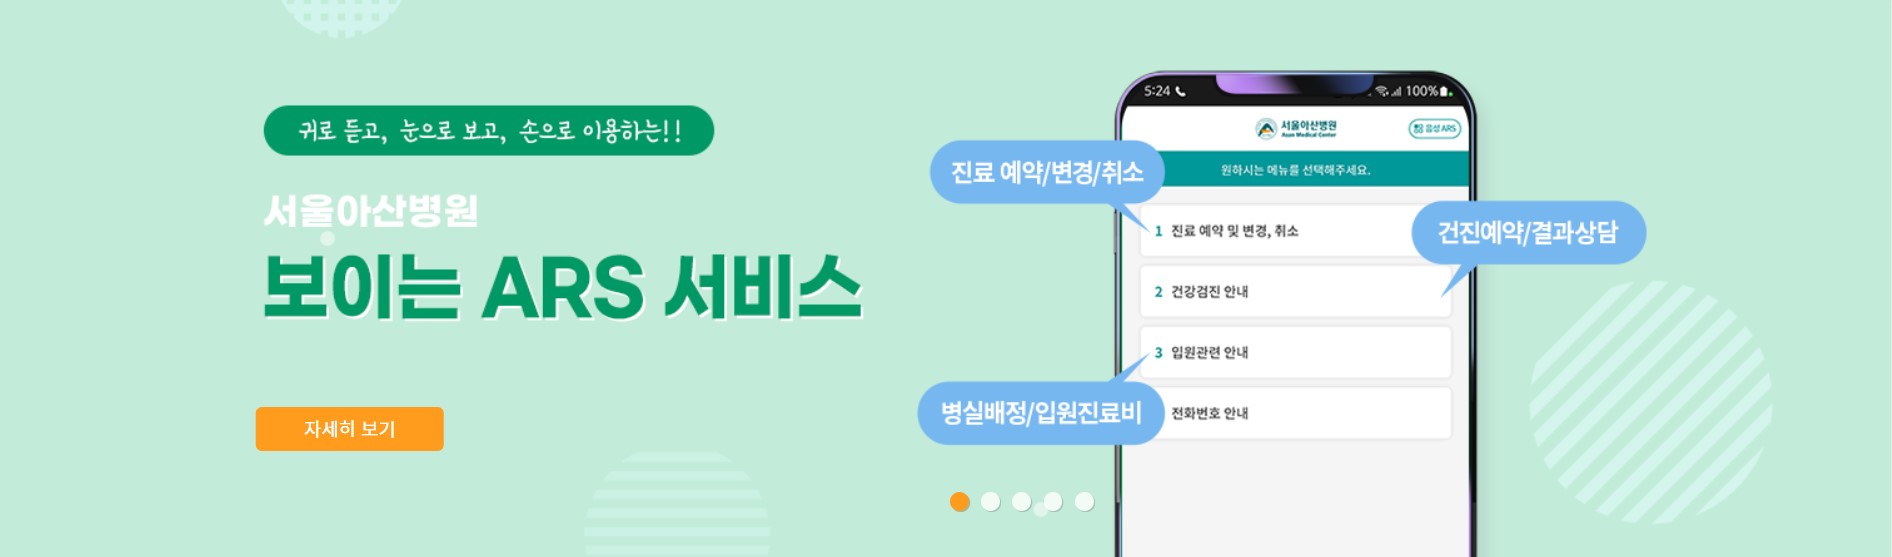 귀로 듣고, 눈으로 보고, 손으로 이용하는!!
서울아산병원
보이는 ARS 서비스
자세히 보기
5:24
100%
서울아산병원
Asan Medical Center
음성 ARS
원하시는 메뉴를 선택해주세요.
진료 예약/변경/취소
1 진료 예약 및 변경, 취소
건진예약/결과상담
2 건강검진 안내
3 입원관련 안내
병실배정/입원진료비
전화번호 안내